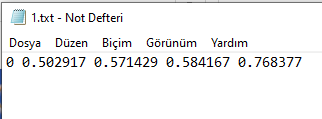 1.txt - Not Defteri
Dosya Düzen Biçim Görünüm Yardım
0 0.502917 0.571429 0.584167 0.768377